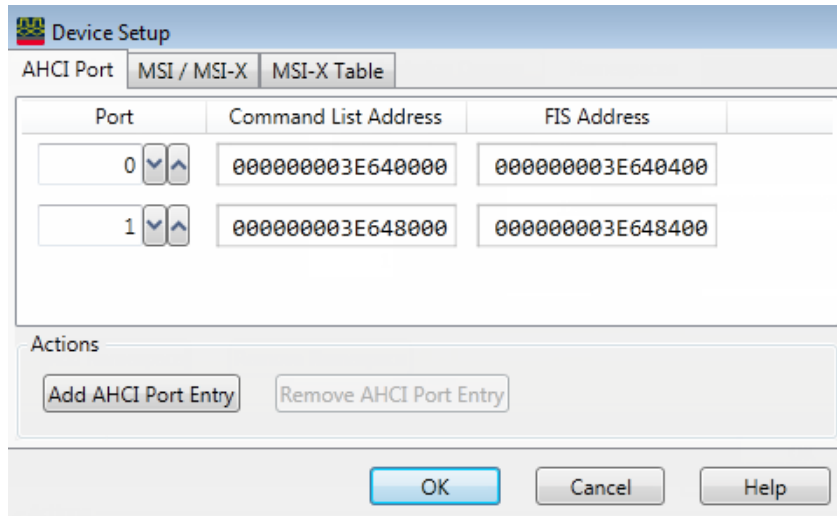 Device Setup
AHCI Port MSI / MSI-X MSI-X Table
Port Command List Address FIS Address
0 000000003E640000 000000003E640400
1 000000003E648000 000000003E648400
Actions
Add AHCI Port Entry Remove AHCI Port Entry
OK Cancel Help